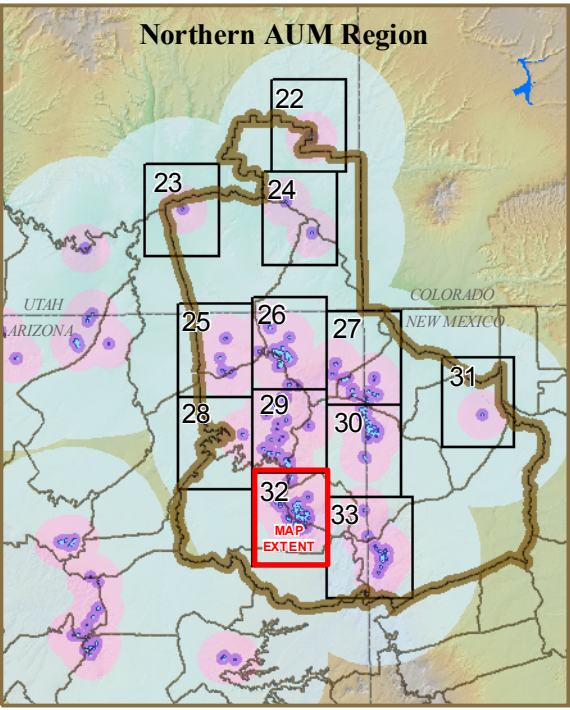 Northern AUM Region
22
23
24
UTAH
ARIZONA
COLORADO
NEW MEXICO
25
26
27
31
28
29
30
32
MAP
EXTENT
33